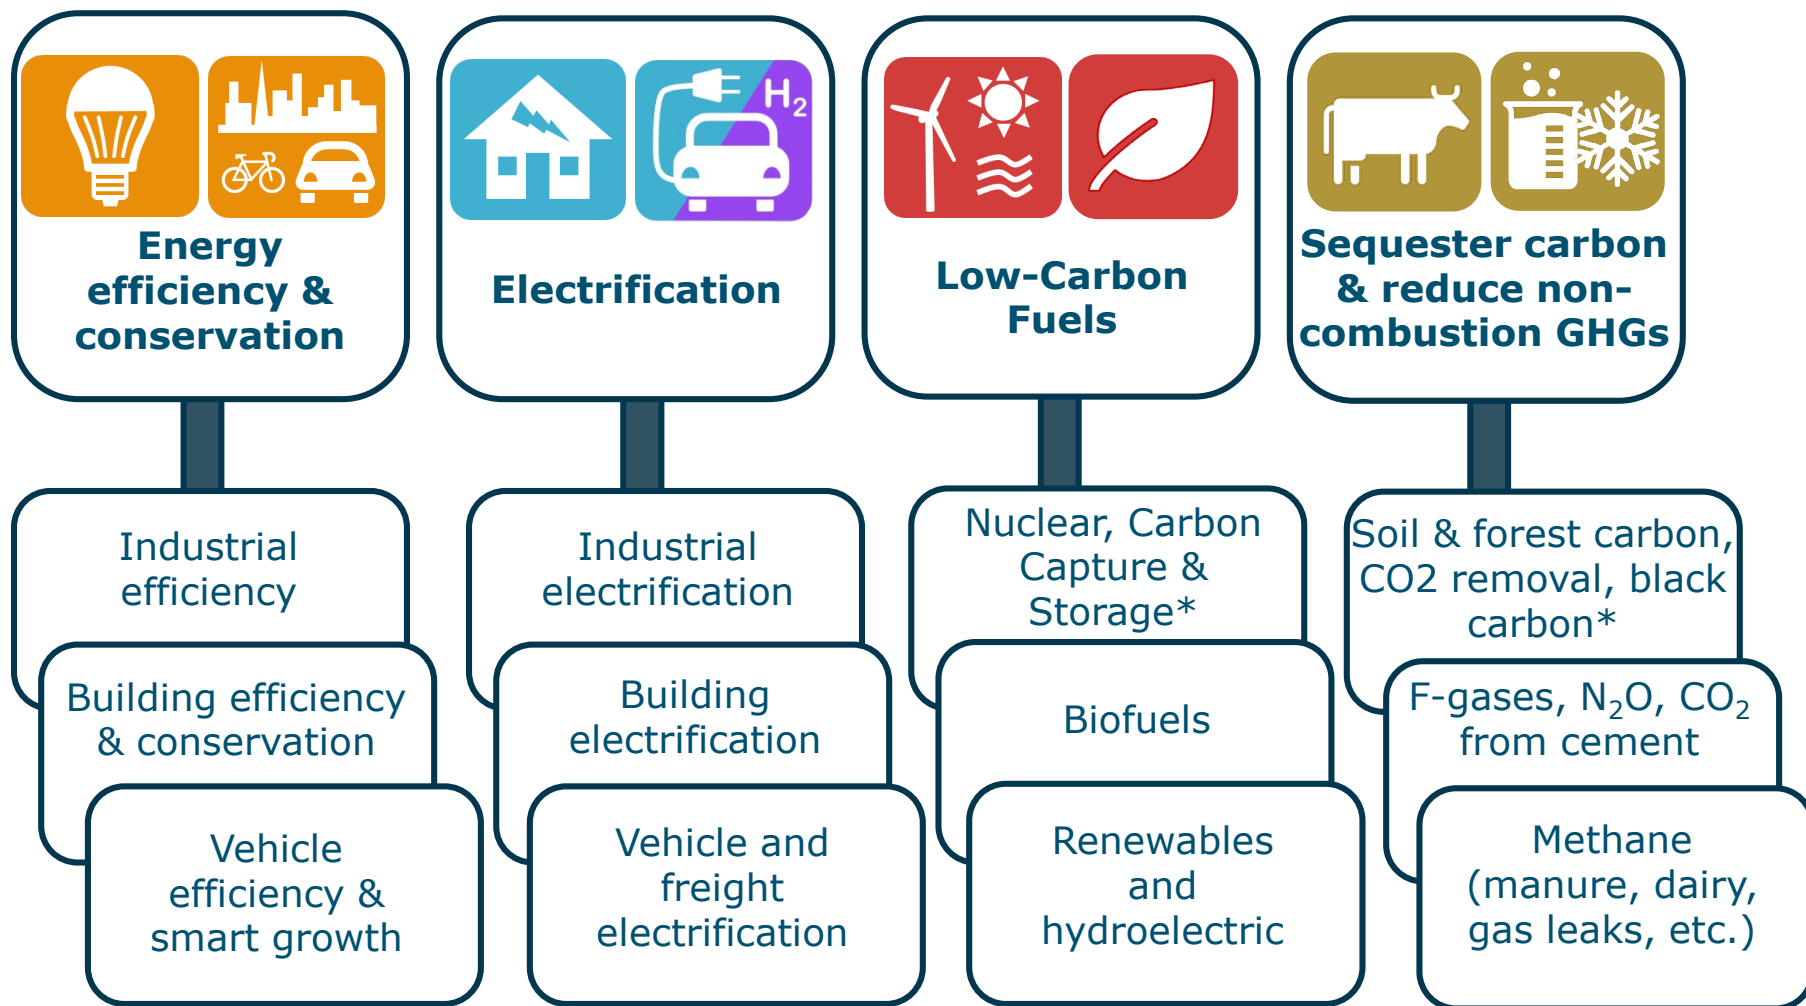 H₂
Energy
efficiency &
conservation
Electrification
Low-Carbon
Fuels
Sequester carbon
& reduce non-
combustion GHGs
Industrial
efficiency
Building efficiency
& conservation
Vehicle
efficiency &
smart growth
Industrial
electrification
Building
electrification
Vehicle and
freight
electrification
Nuclear, Carbon
Capture &
Storage*
Biofuels
Renewables
and
hydroelectric
Soil & forest carbon,
CO2 removal, black
carbon*
F-gases, N₂O, CO₂
from cement
Methane
(manure, dairy,
gas leaks, etc.)